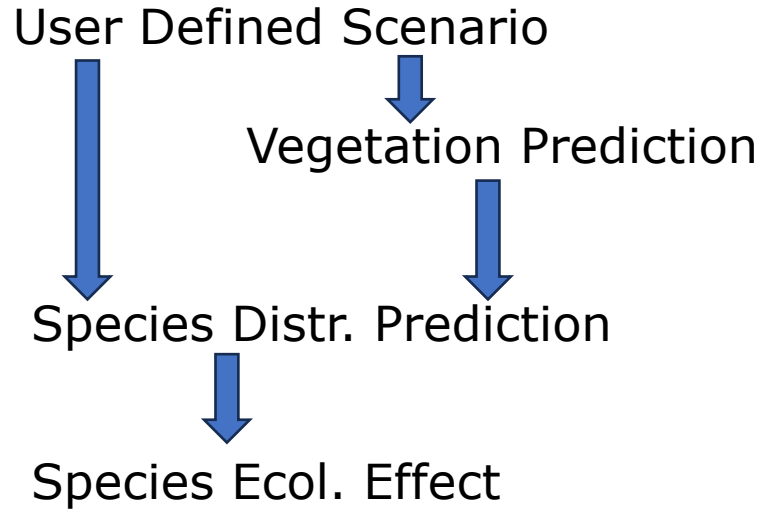 User Defined Scenario
Vegetation Prediction
Species Distr. Prediction
Species Ecol. Effect